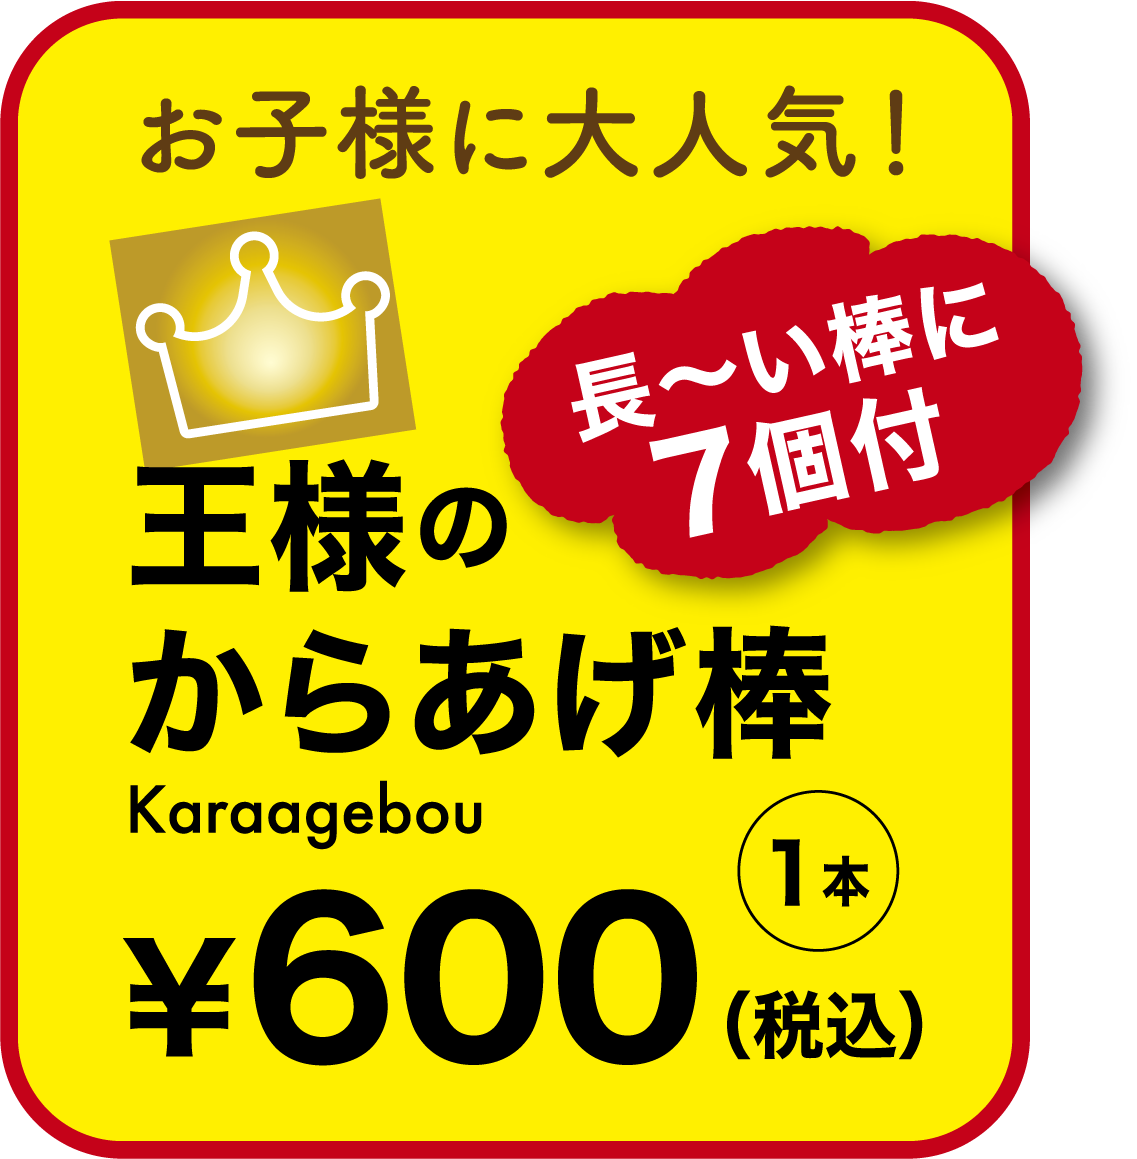 お子様に大人気！
長〜い棒に
7個付
王様の
からあげ棒
Karaagebou
1本
¥600（税込）